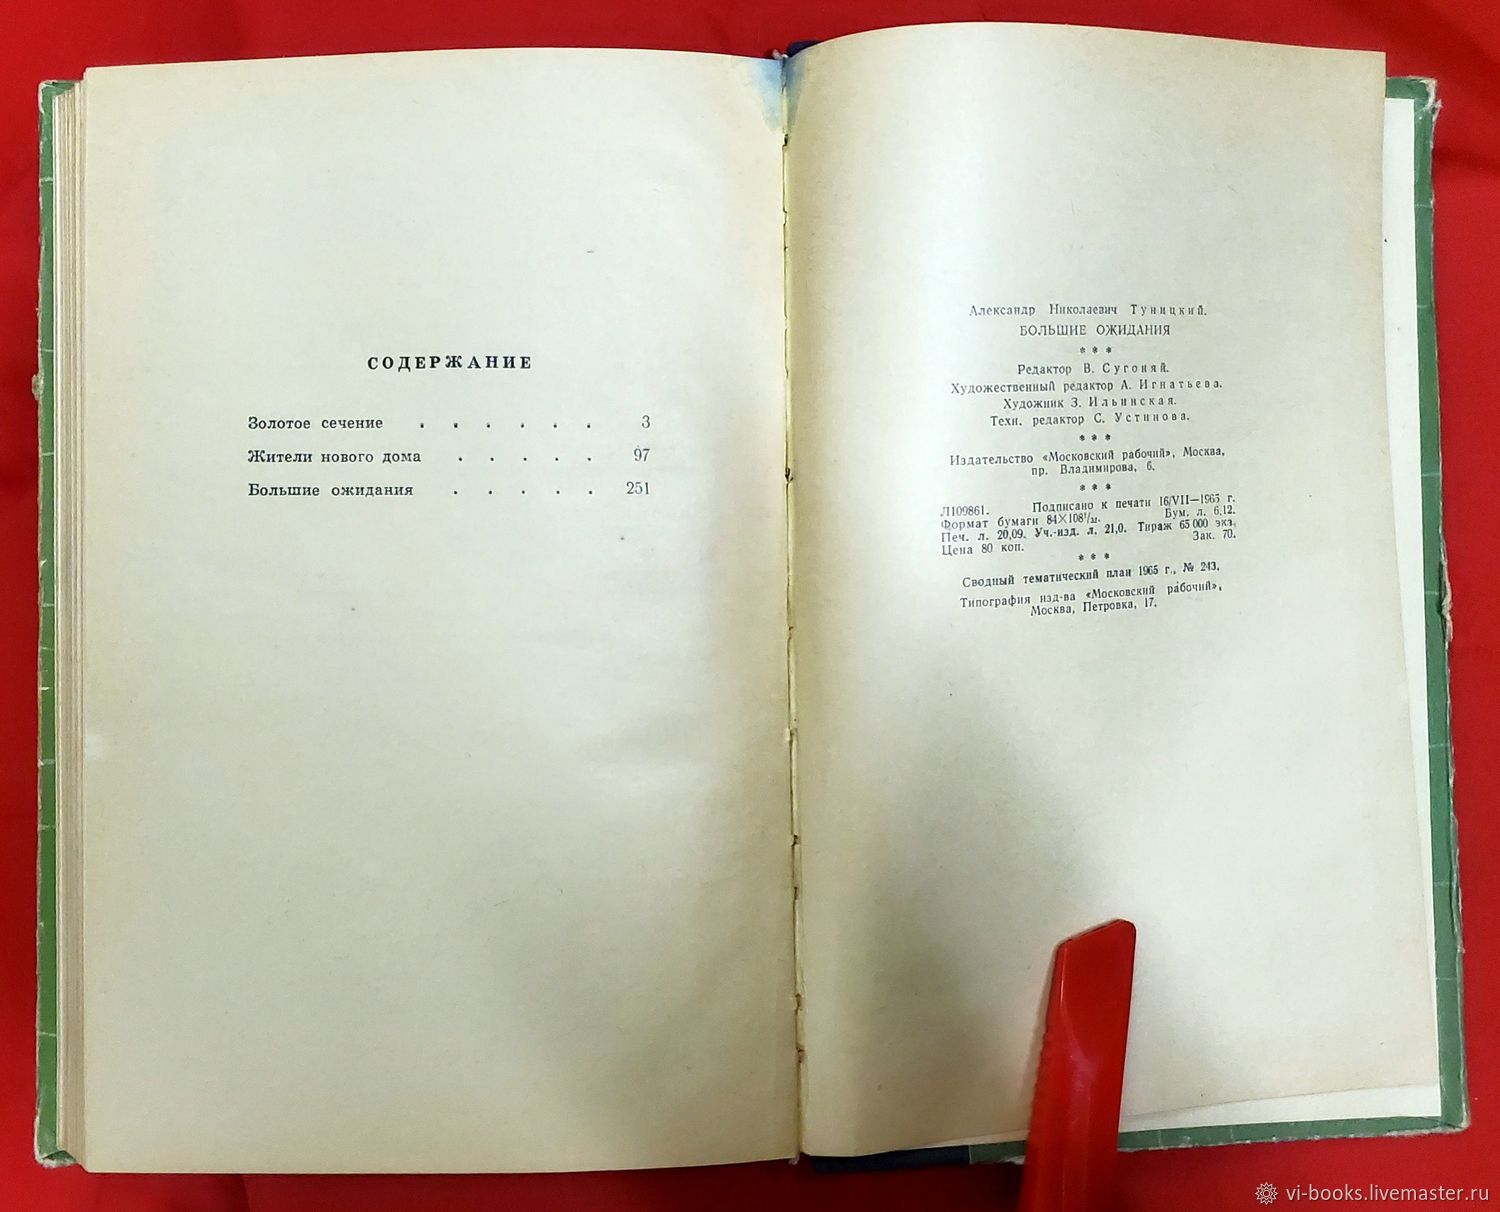 СОДЕРЖАНИЕ
Золотое сечение . . . . . . 3
Жители нового дома . . . . . 97
Большие ожидания . . . . . 251
Александр Николаевич Туницкий.
БОЛЬШИЕ ОЖИДАНИЯ
* * *
Редактор В. Сугоняй.
Художественный редактор А. Игнатьева.
Художник З. Ильинская.
Техн. редактор С. Устинова.
* * *
Издательство «Московский рабочий», Москва,
пр. Владимирова, 6.
* * *
Л109861. Подписано к печати 16/VII—1965 г.
Формат бумаги 84×108¹/₃₂. Бум. л. 6,12.
Печ. л. 20,09. Уч.-изд. л. 21,0. Тираж 65 000 экз.
Цена 80 коп. Зак. 70.
* * *
Сводный тематический план 1965 г., № 243.
Типография изд-ва «Московский рабочий»,
Москва, Петровка, 17.
vi-books.livemaster.ru